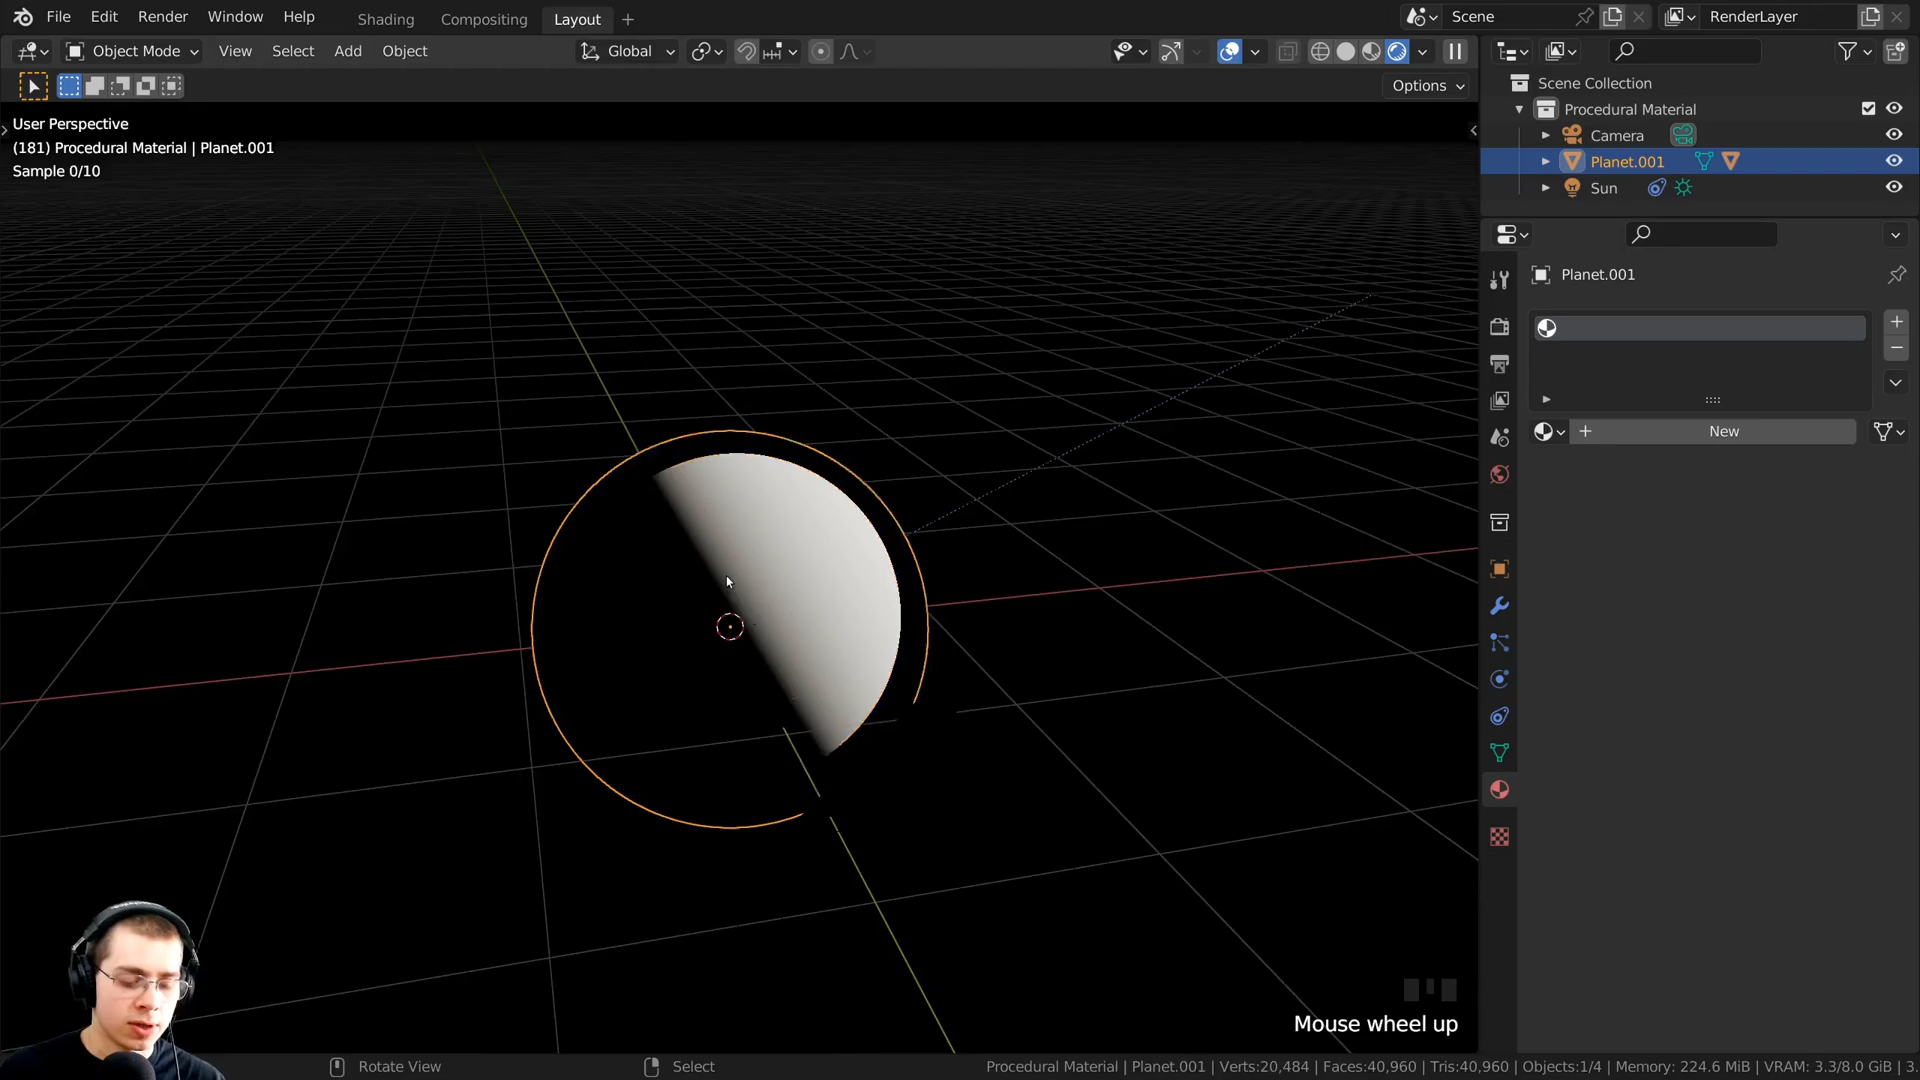 File Edit Render Window Help Shading Compositing Layout + Scene RenderLayer
Object Mode View Select Add Object Global
Options
User Perspective
(181) Procedural Material | Planet.001
Sample 0/10
Scene Collection
Procedural Material
Camera
Planet.001
Sun
Planet.001
New
Mouse wheel up
Rotate View Select Procedural Material | Planet.001 | Verts:20,484 | Faces:40,960 | Tris:40,960 | Objects:1/4 | Memory: 224.6 MiB | VRAM: 3.3/8.0 GiB | 3.